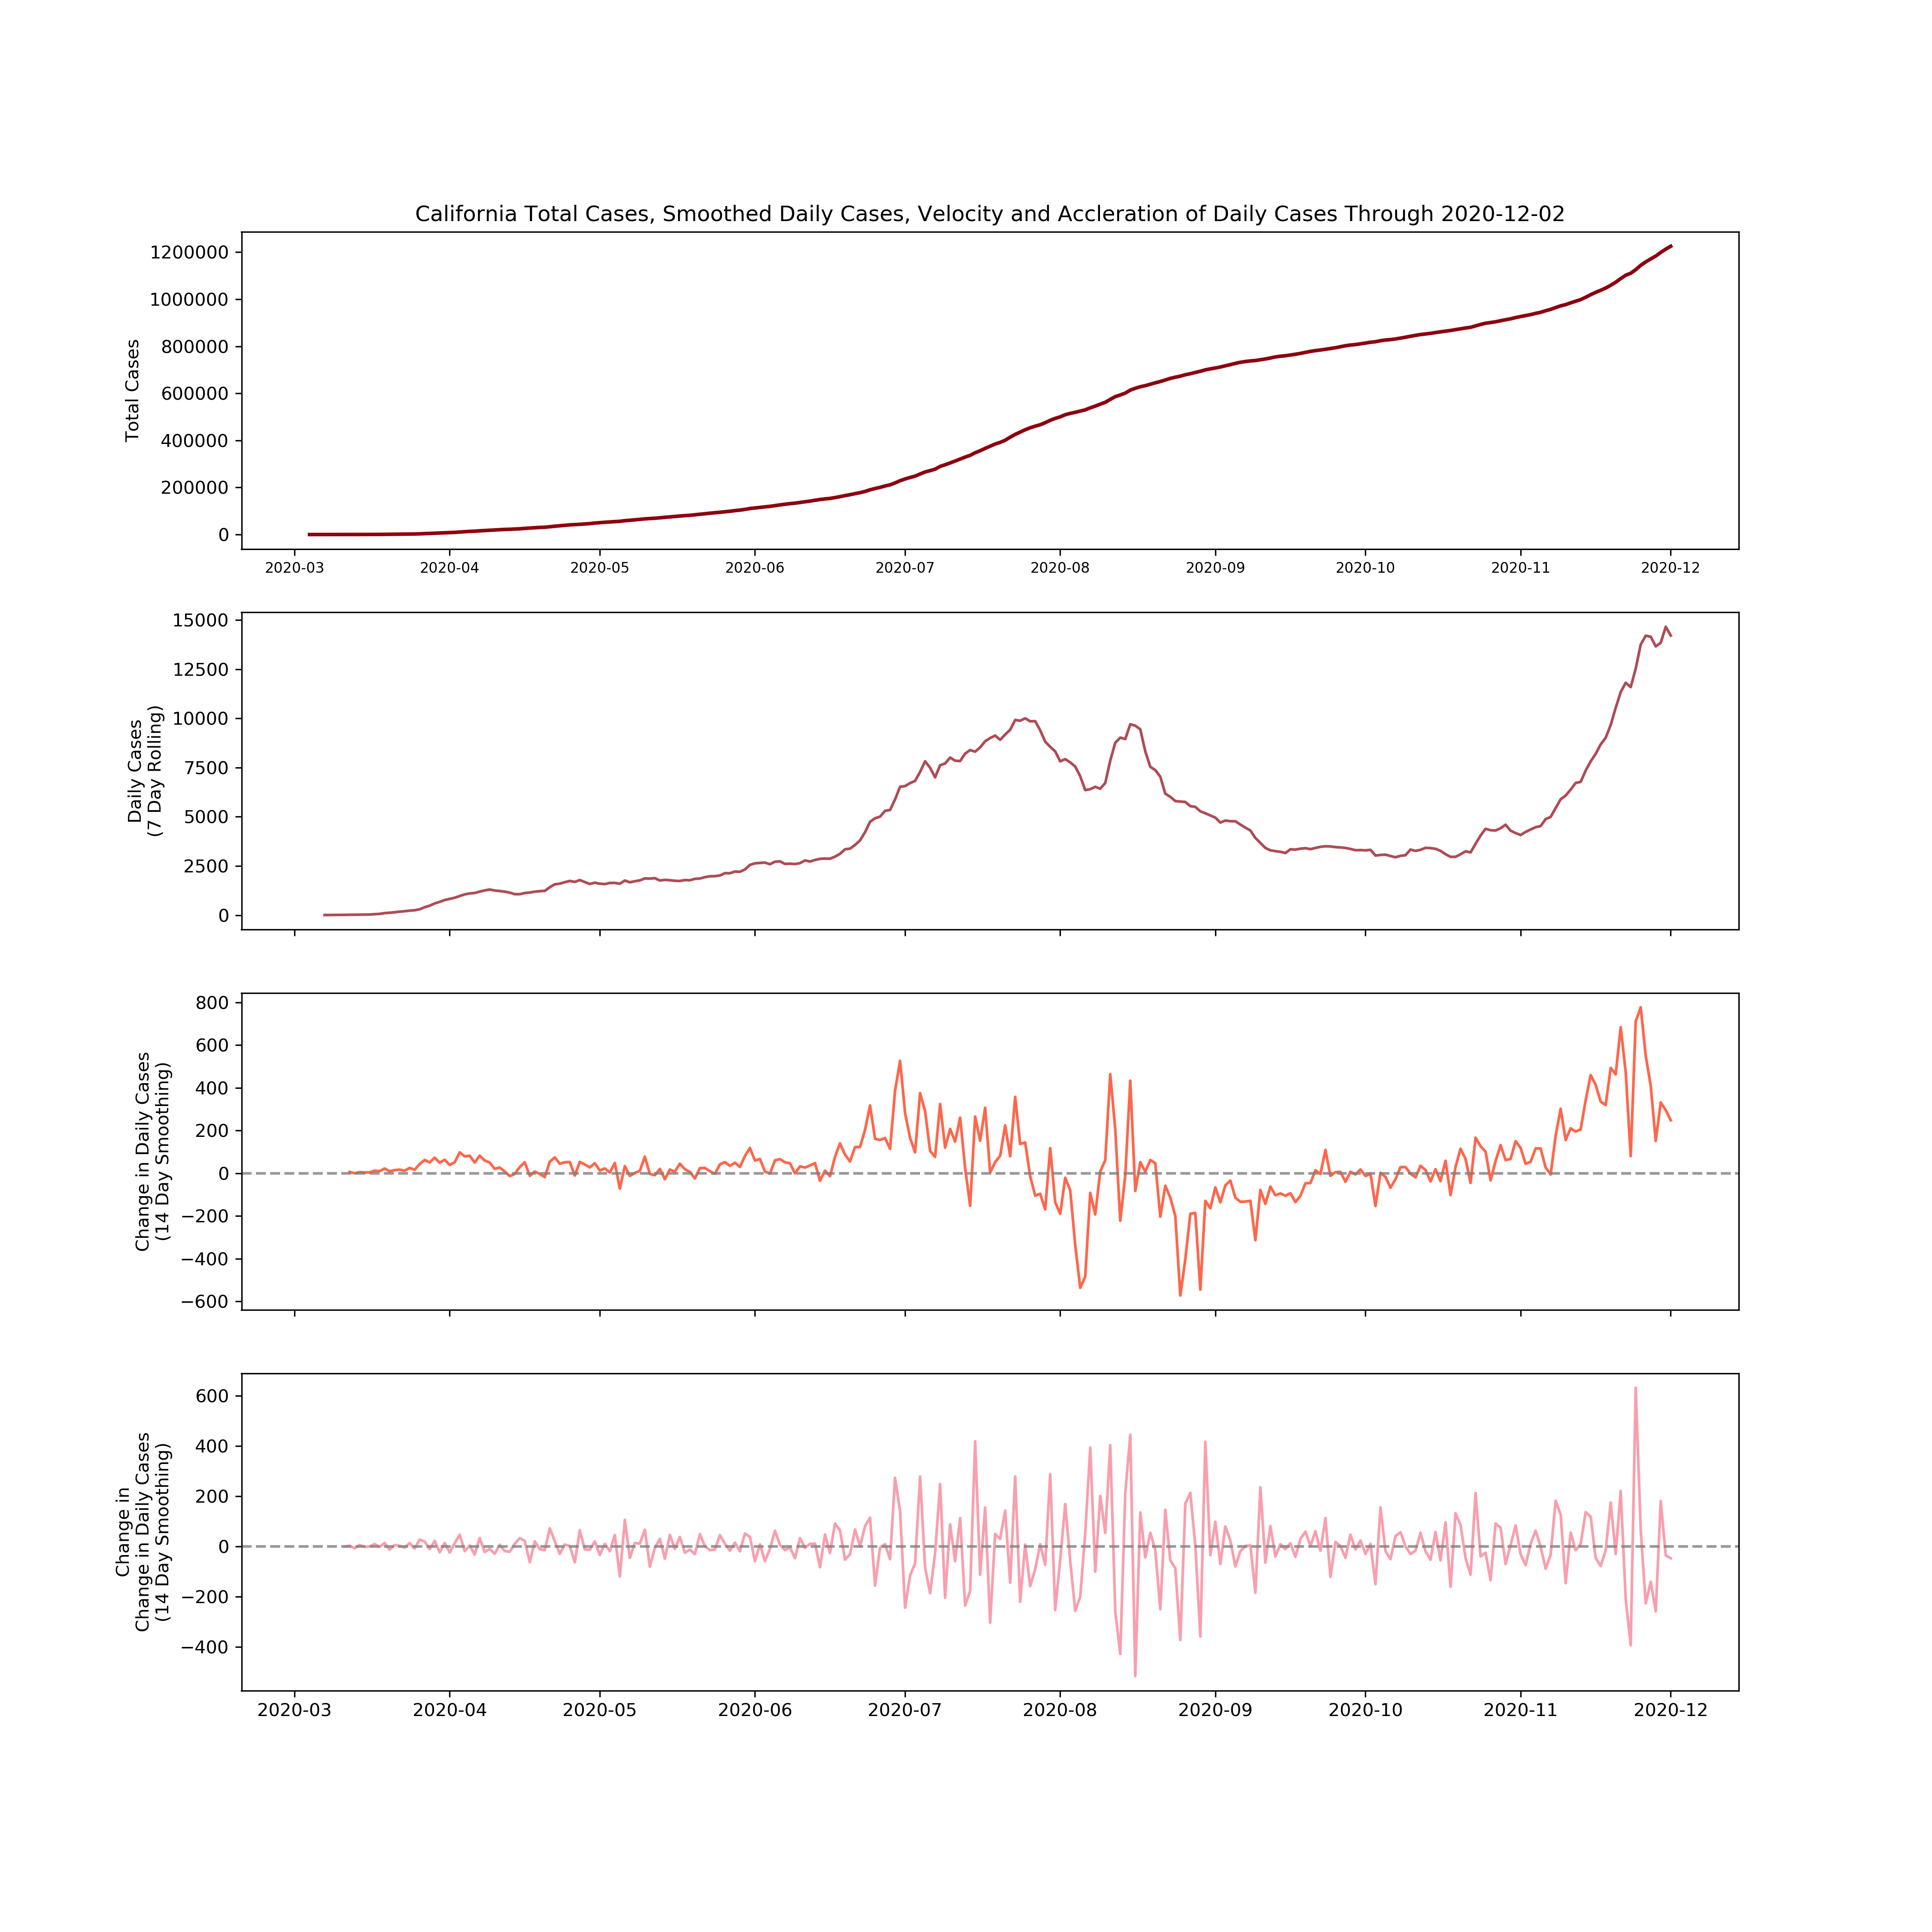 California Total Cases, Smoothed Daily Cases, Velocity and Accleration of Daily Cases Through 2020-12-02
Total Cases
1200000
1000000
800000
600000
400000
200000
0
2020-03 2020-04 2020-05 2020-06 2020-07 2020-08 2020-09 2020-10 2020-11 2020-12
Daily Cases
(7 Day Rolling)
15000
12500
10000
7500
5000
2500
0
Change in Daily Cases
(14 Day Smoothing)
800
600
400
200
0
−200
−400
−600
Change in
Change in Daily Cases
(14 Day Smoothing)
600
400
200
0
−200
−400
2020-03 2020-04 2020-05 2020-06 2020-07 2020-08 2020-09 2020-10 2020-11 2020-12